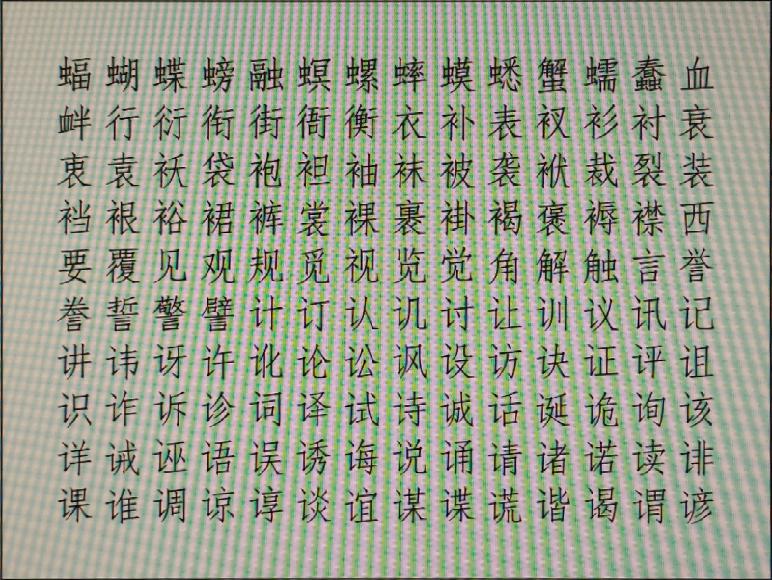 蝠蝴蝶螃融螟螺蟀蟆蟋蟹蠕蠢血
衅行衍衔街衙衡衣补表衩衫衬衰
衷袁袄袋袍袒袖袜被袭袱裁裂装
裆裉裕裙裤裳裸裹褂褐褒褥襟西
要覆见观规觅视览觉角解触言誉
誊誓警譬计订认讥讨让训议讯记
讲讳讶许讹论讼讽设访诀证评诅
识诈诉诊词译试诗诚话诞诡询该
详诫诬语误诱诲说诵请诸诺读诽
课谁调谅谆谈谊谋谍谎谐谒谓谚